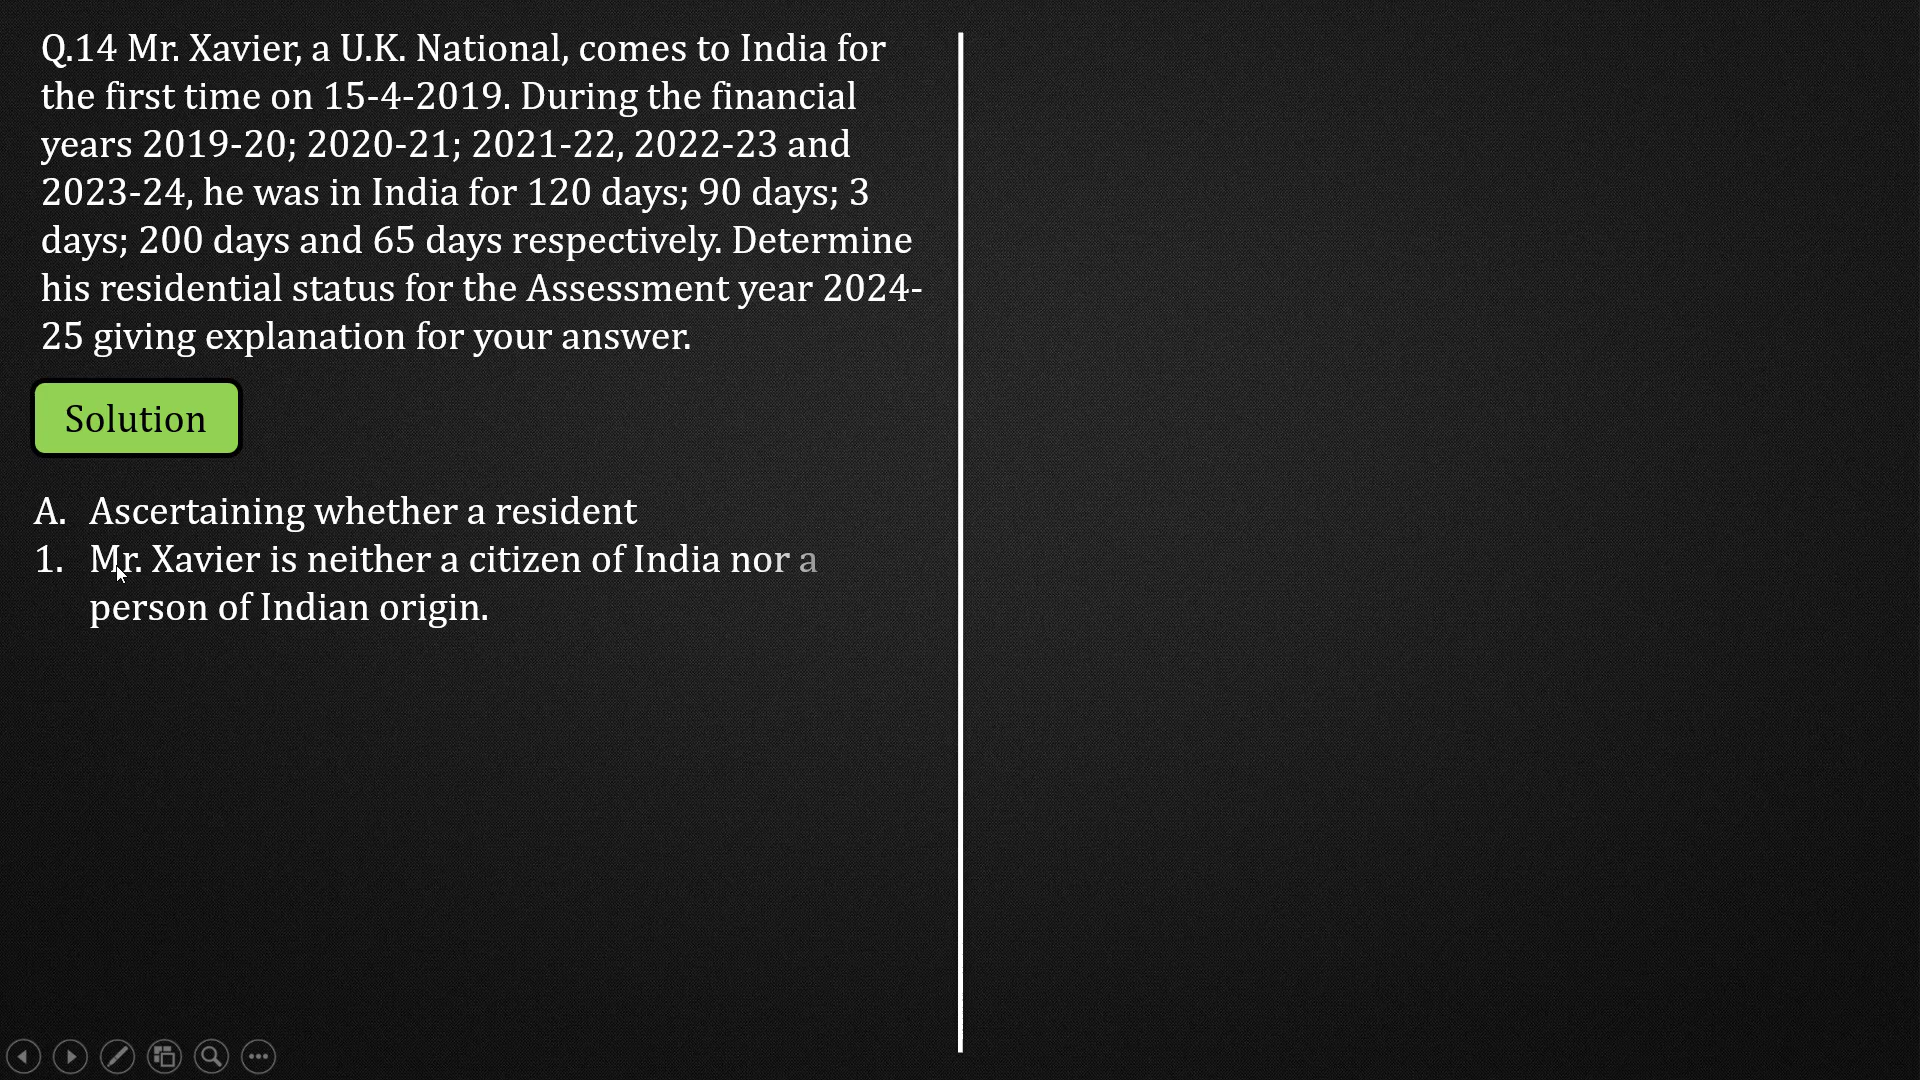 Q.14 Mr. Xavier, a U.K. National, comes to India for
the first time on 15-4-2019. During the financial
years 2019-20; 2020-21; 2021-22, 2022-23 and
2023-24, he was in India for 120 days; 90 days; 3
days; 200 days and 65 days respectively. Determine
his residential status for the Assessment year 2024-
25 giving explanation for your answer.
Solution
A. Ascertaining whether a resident
1. Mr. Xavier is neither a citizen of India nor a
person of Indian origin.